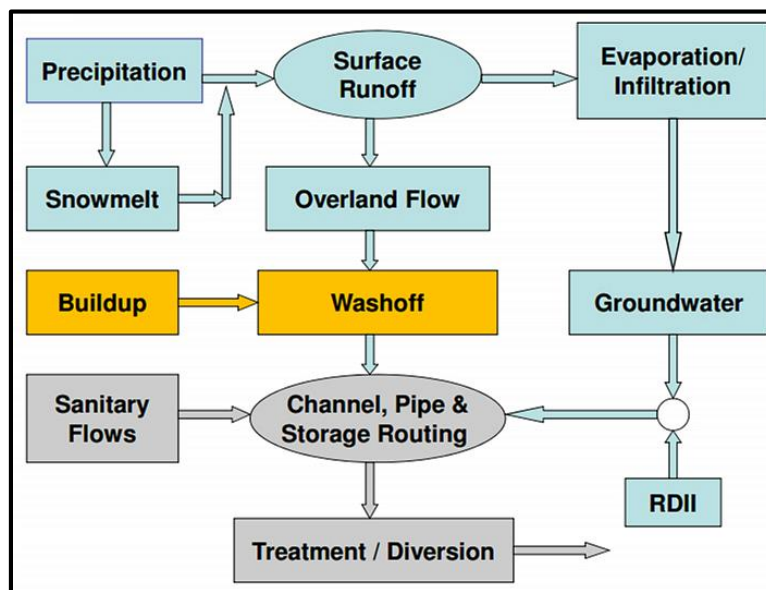 Precipitation
Surface
Runoff
Evaporation/
Infiltration
Snowmelt
Overland Flow
Buildup
Washoff
Groundwater
Sanitary
Flows
Channel, Pipe &
Storage Routing
RDII
Treatment / Diversion